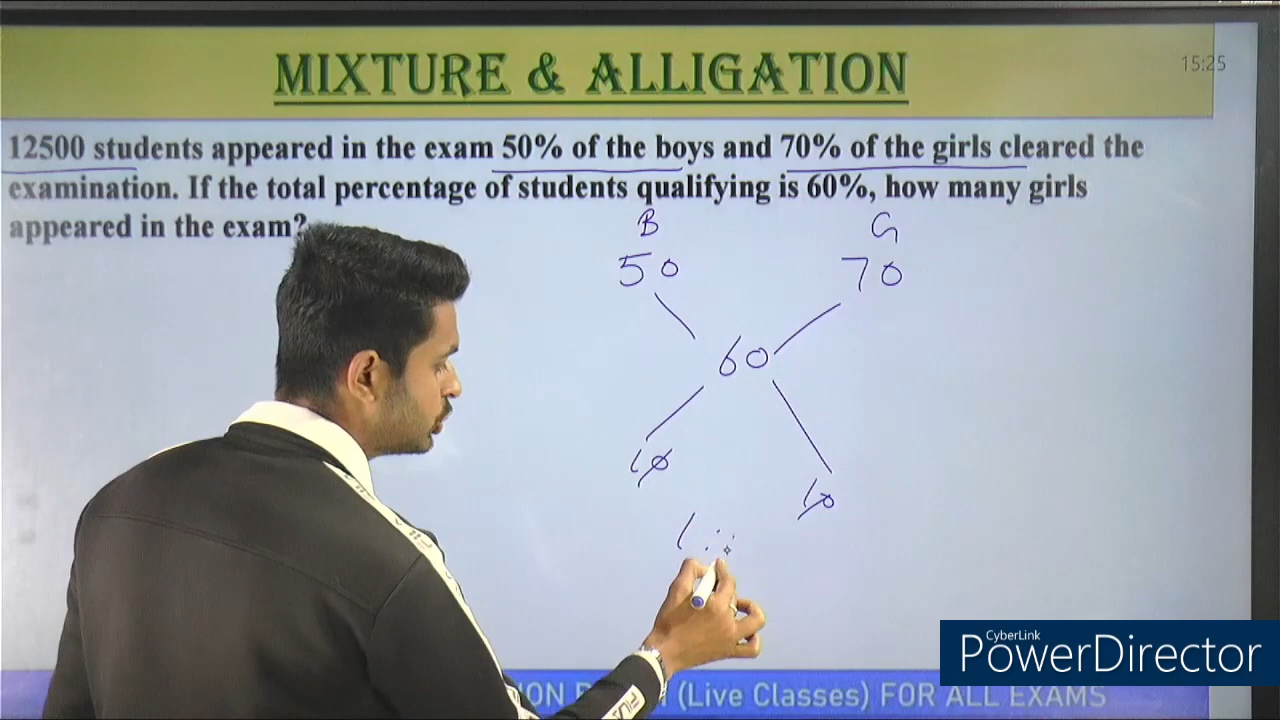 MIXTURE & ALLIGATION
15:25
12500 students appeared in the exam 50% of the boys and 70% of the girls cleared the
examination. If the total percentage of students qualifying is 60%, how many girls
appeared in the exam?
B G
50 70
60
10
10
1 :
CyberLink
PowerDirector
(Live Classes) FOR ALL EXAMS